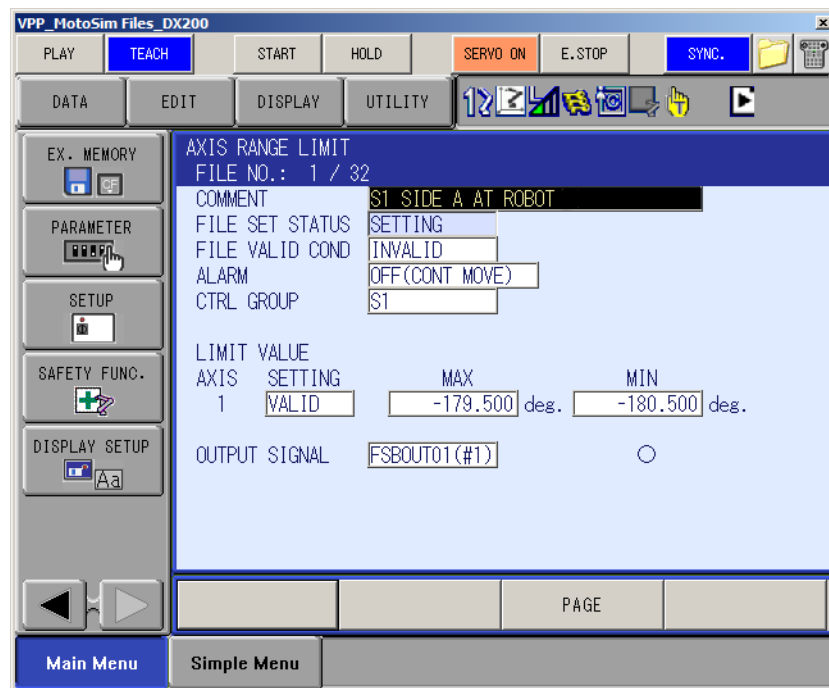 VPP_MotoSim Files_DX200
PLAY TEACH START HOLD SERVO ON E.STOP SYNC.
DATA EDIT DISPLAY UTILITY
EX. MEMORY
CF
PARAMETER
SETUP
SAFETY FUNC.
DISPLAY SETUP
Aa
AXIS RANGE LIMIT
FILE NO.: 1 / 32
COMMENT S1 SIDE A AT ROBOT
FILE SET STATUS SETTING
FILE VALID COND INVALID
ALARM OFF(CONT MOVE)
CTRL GROUP S1
LIMIT VALUE
AXIS SETTING MAX MIN
1 VALID -179.500 deg. -180.500 deg.
OUTPUT SIGNAL FSBOUT01(#1)
PAGE
Main Menu Simple Menu